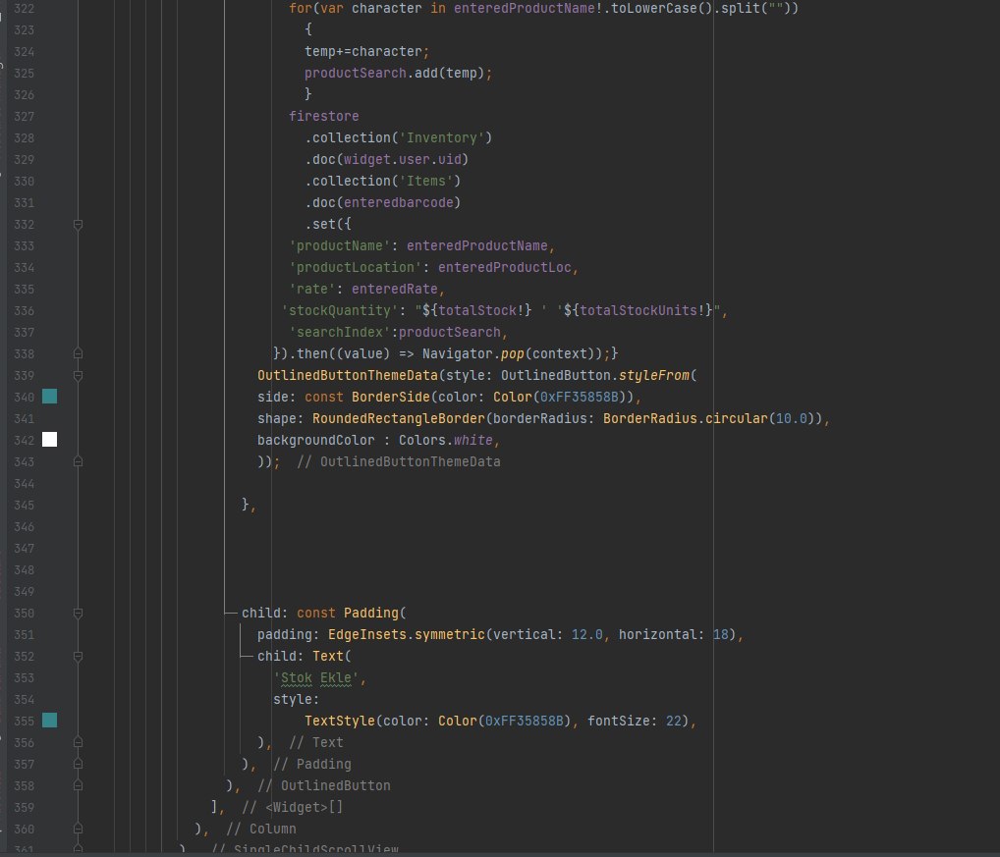 322 for(var character in enteredProductName!.toLowerCase().split(""))
323 {
324 temp+=character;
325 productSearch.add(temp);
326 }
327 firestore
328 .collection('Inventory')
329 .doc(widget.user.uid)
330 .collection('Items')
331 .doc(enteredbarcode)
332 .set({
333 'productName': enteredProductName,
334 'productLocation': enteredProductLoc,
335 'rate': enteredRate,
336 'stockQuantity': "${totalStock!} ' '${totalStockUnits!}",
337 'searchIndex':productSearch,
338 }).then((value) => Navigator.pop(context));}
339 OutlinedButtonThemeData(style: OutlinedButton.styleFrom(
340 side: const BorderSide(color: Color(0xFF35858B)),
341 shape: RoundedRectangleBorder(borderRadius: BorderRadius.circular(10.0)),
342 backgroundColor : Colors.white,
343 )); // OutlinedButtonThemeData
344
345 },
346
347
348
349
350 child: const Padding(
351 padding: EdgeInsets.symmetric(vertical: 12.0, horizontal: 18),
352 child: Text(
353 'Stok Ekle',
354 style:
355 TextStyle(color: Color(0xFF35858B), fontSize: 22),
356 ), // Text
357 ), // Padding
358 ), // OutlinedButton
359 ], // <Widget>[]
360 ), // Column
361 ) // SingleChildScrollView